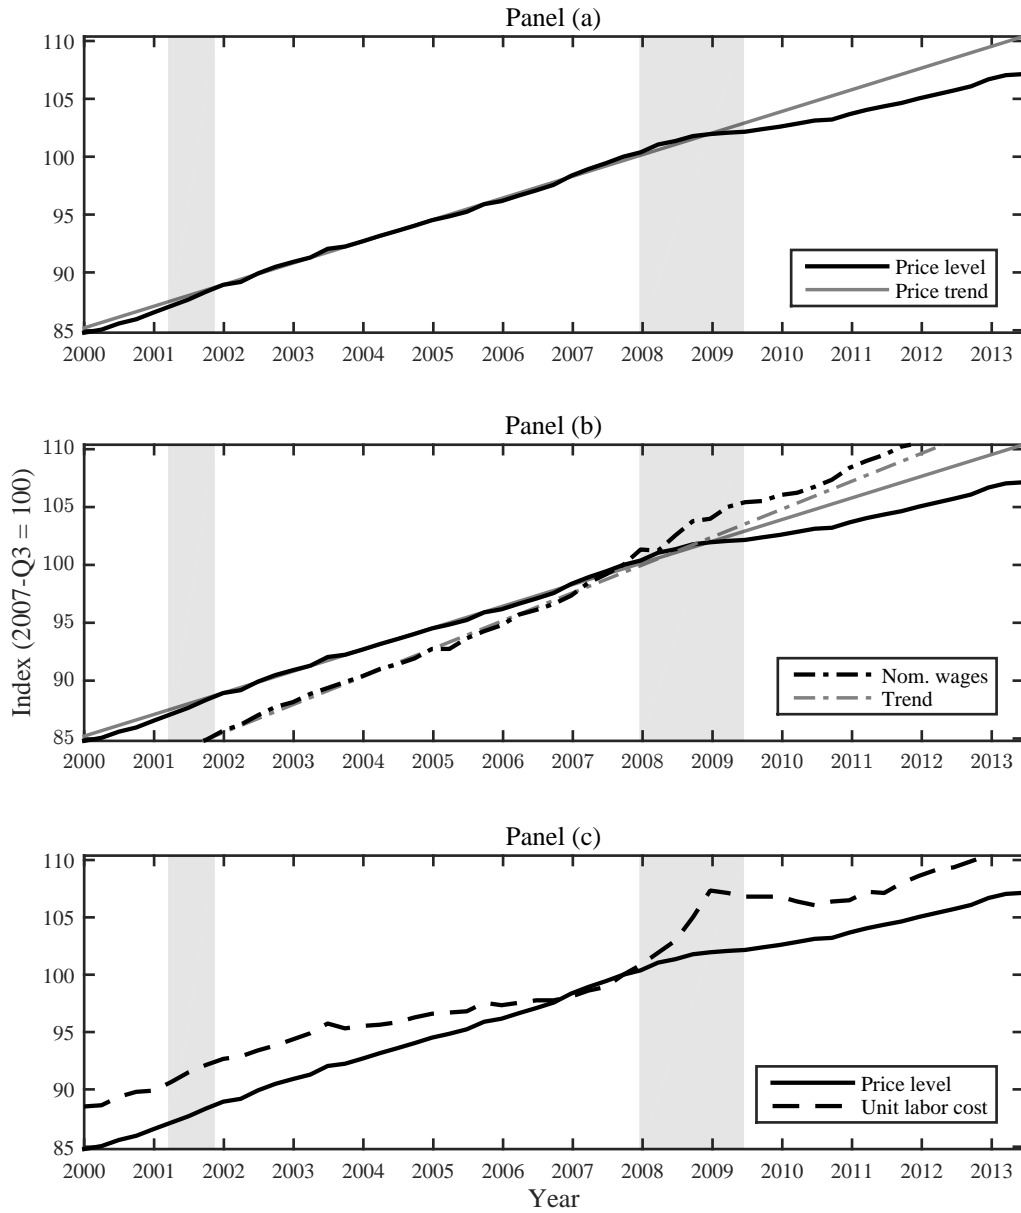 Panel (a)
110
105
100
95
90
85
2000 2001 2002 2003 2004 2005 2006 2007 2008 2009 2010 2011 2012 2013
Price level
Price trend
Panel (b)
Index (2007-Q3 = 100)
110
105
100
95
90
85
2000 2001 2002 2003 2004 2005 2006 2007 2008 2009 2010 2011 2012 2013
Nom. wages
Trend
Panel (c)
110
105
100
95
90
85
2000 2001 2002 2003 2004 2005 2006 2007 2008 2009 2010 2011 2012 2013
Price level
Unit labor cost
Year